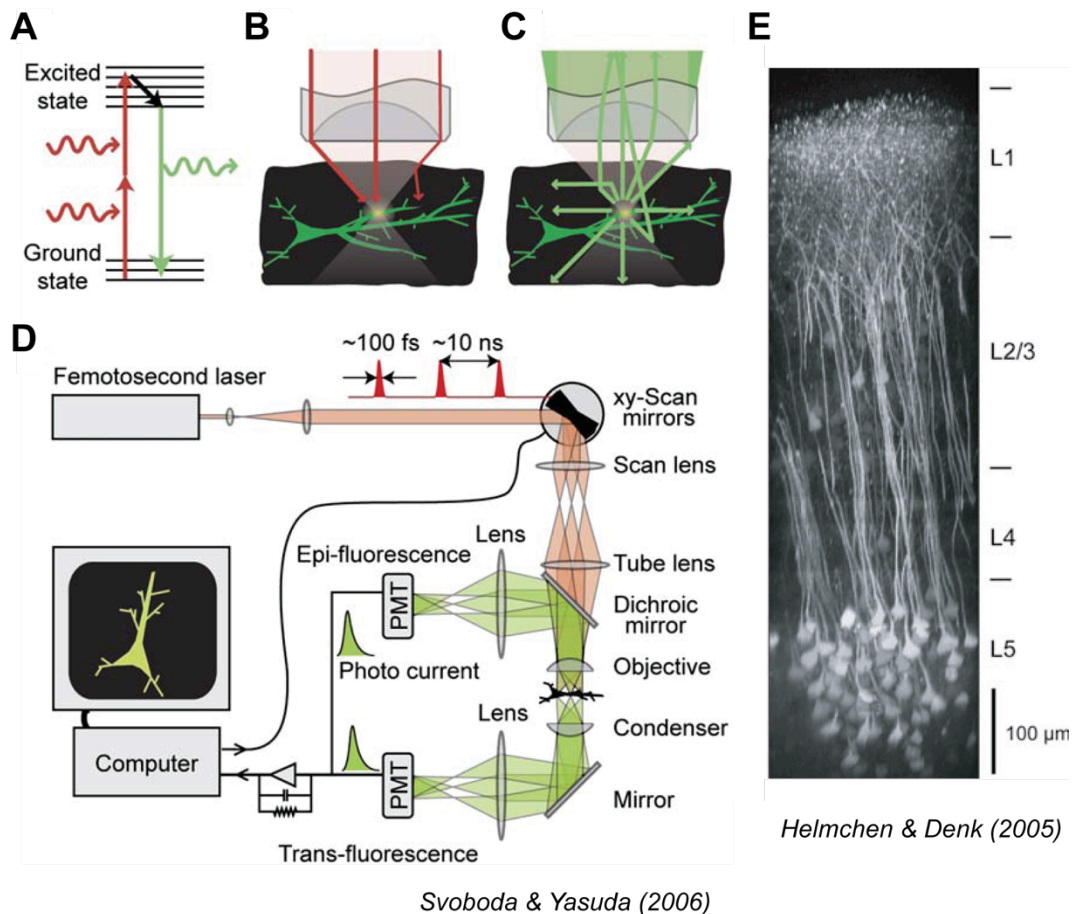 A
Excited
state
Ground
state
B
C
D
Femotosecond laser
~100 fs
~10 ns
xy-Scan
mirrors
Scan lens
Lens
Tube lens
Epi-fluorescence
PMT
Dichroic
mirror
Photo current
Objective
Lens
Condenser
Computer
PMT
Mirror
Trans-fluorescence
Svoboda & Yasuda (2006)
E
L1
L2/3
L4
L5
100 µm
Helmchen & Denk (2005)